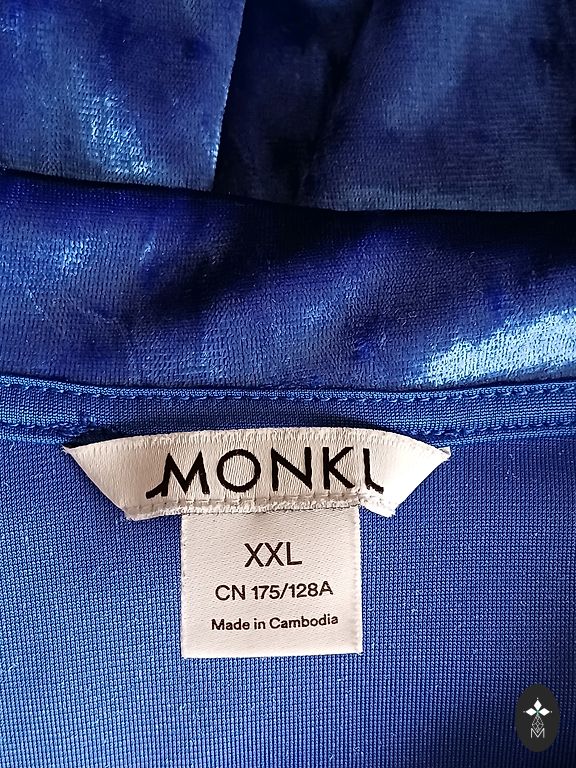 MONKI
XXL
CN 175/128A
Made in Cambodia
M